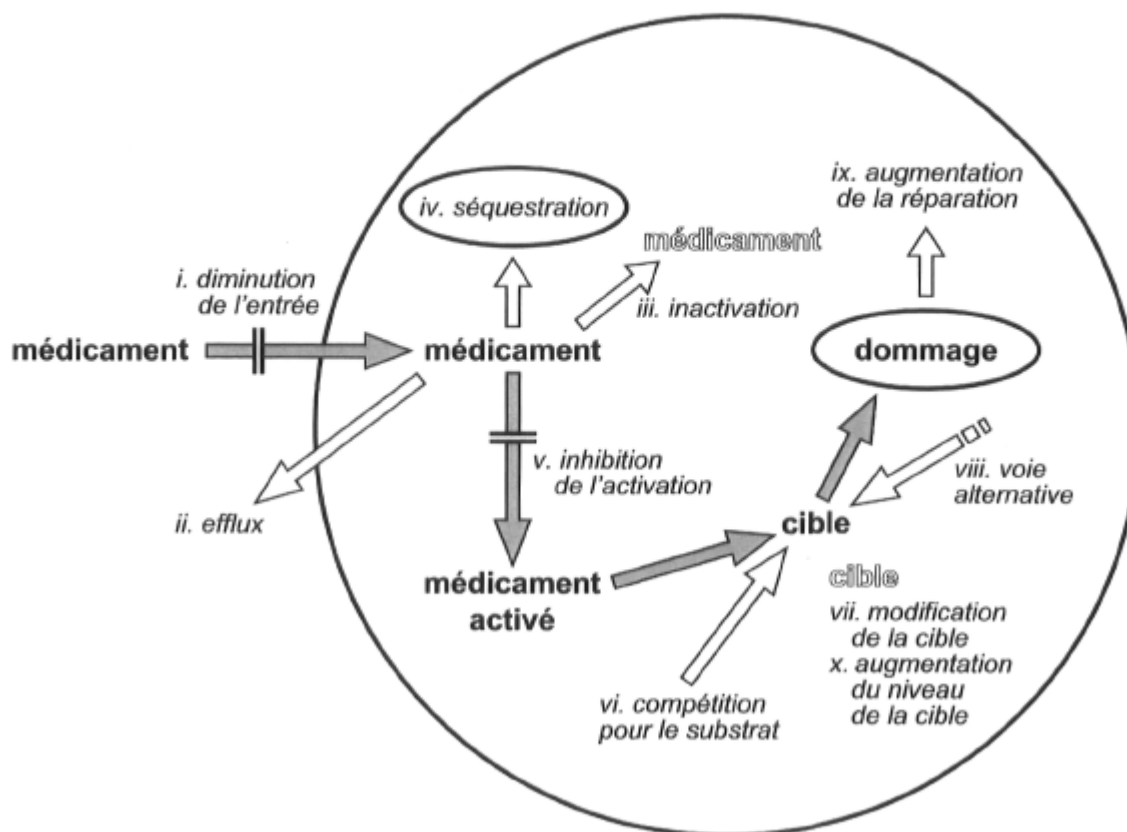 ix. augmentation
de la réparation
iv. séquestration
médicament
i. diminution
de l'entrée
iii. inactivation
médicament
médicament
dommage
v. inhibition
de l'activation
viii. voie
alternative
ii. efflux
cible
médicament
activé
cible
vii. modification
de la cible
x. augmentation
du niveau
de la cible
vi. compétition
pour le substrat